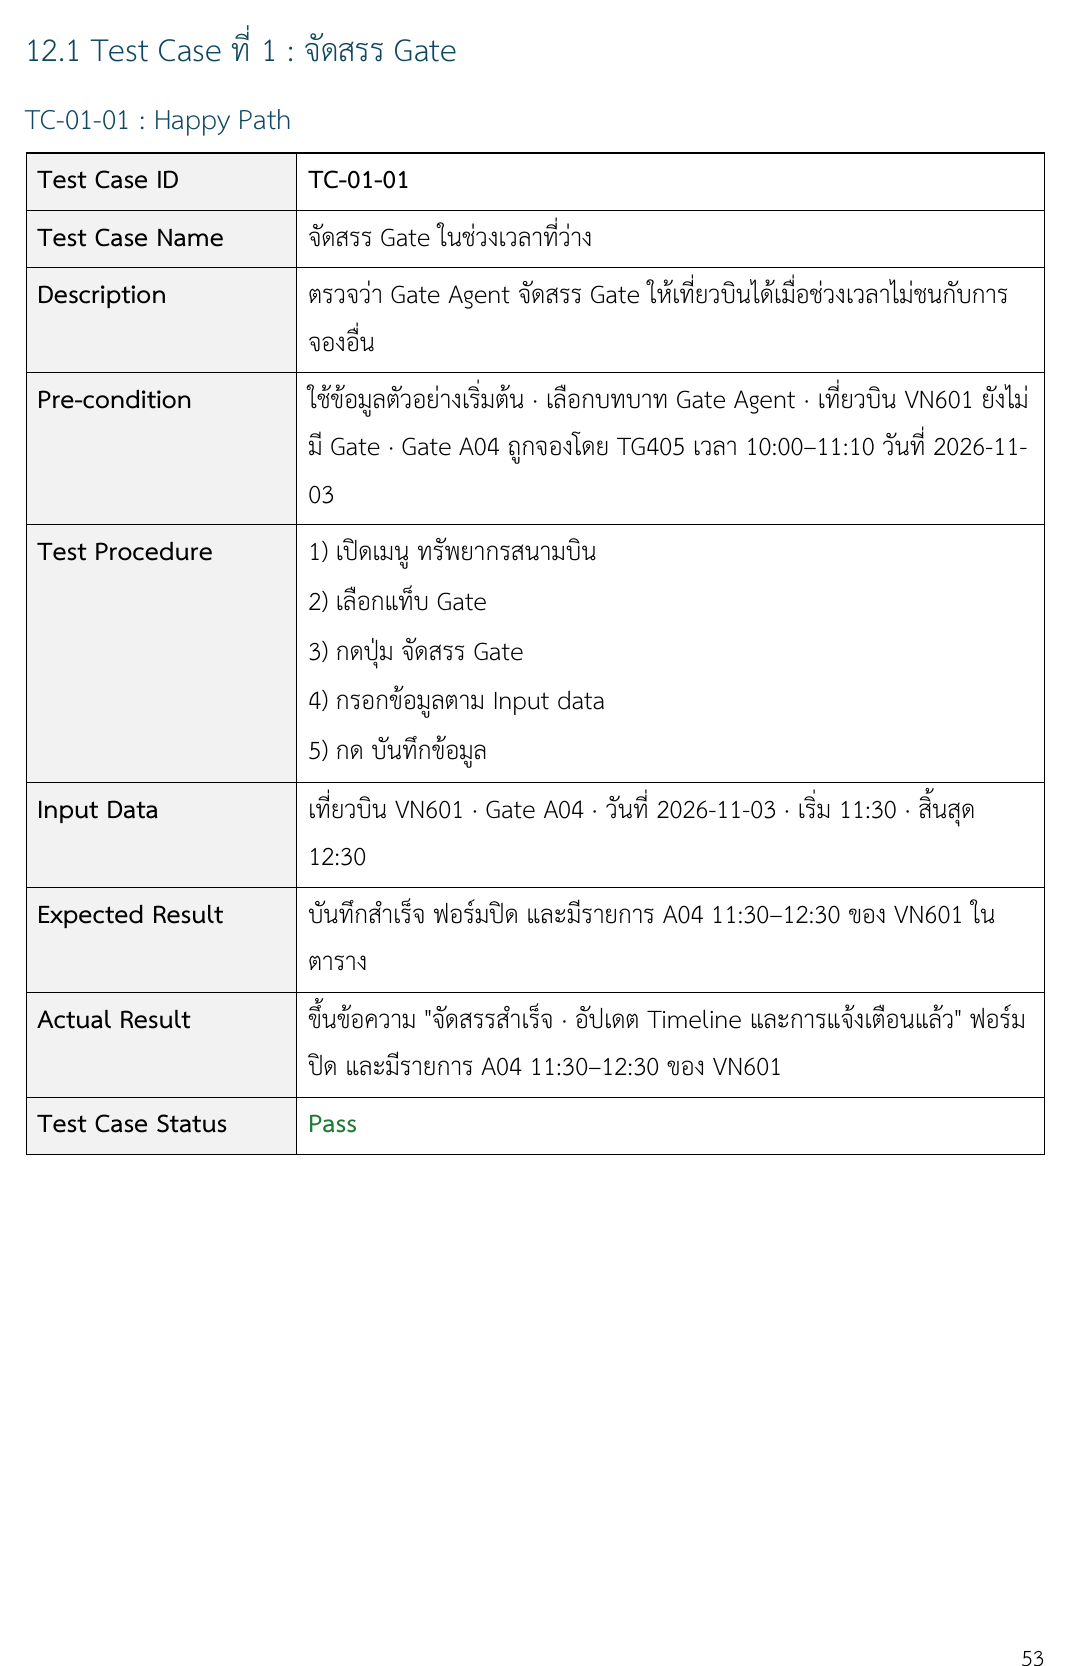 12.1 Test Case ที่ 1 : จัดสรร Gate
TC-01-01 : Happy Path
Test Case ID TC-01-01
Test Case Name จัดสรร Gate ในช่วงเวลาที่ว่าง
Description ตรวจว่า Gate Agent จัดสรร Gate ให้เที่ยวบินได้เมื่อช่วงเวลาไม่ชนกับการ
จองอื่น
Pre-condition ใช้ข้อมูลตัวอย่างเริ่มต้น · เลือกบทบาท Gate Agent · เที่ยวบิน VN601 ยังไม่
มี Gate · Gate A04 ถูกจองโดย TG405 เวลา 10:00–11:10 วันที่ 2026-11-
03
Test Procedure 1) เปิดเมนู ทรัพยากรสนามบิน
2) เลือกแท็บ Gate
3) กดปุ่ม จัดสรร Gate
4) กรอกข้อมูลตาม Input data
5) กด บันทึกข้อมูล
Input Data เที่ยวบิน VN601 · Gate A04 · วันที่ 2026-11-03 · เริ่ม 11:30 · สิ้นสุด
12:30
Expected Result บันทึกสำเร็จ ฟอร์มปิด และมีรายการ A04 11:30–12:30 ของ VN601 ใน
ตาราง
Actual Result ขึ้นข้อความ "จัดสรรสำเร็จ · อัปเดต Timeline และการแจ้งเตือนแล้ว" ฟอร์ม
ปิด และมีรายการ A04 11:30–12:30 ของ VN601
Test Case Status Pass
53